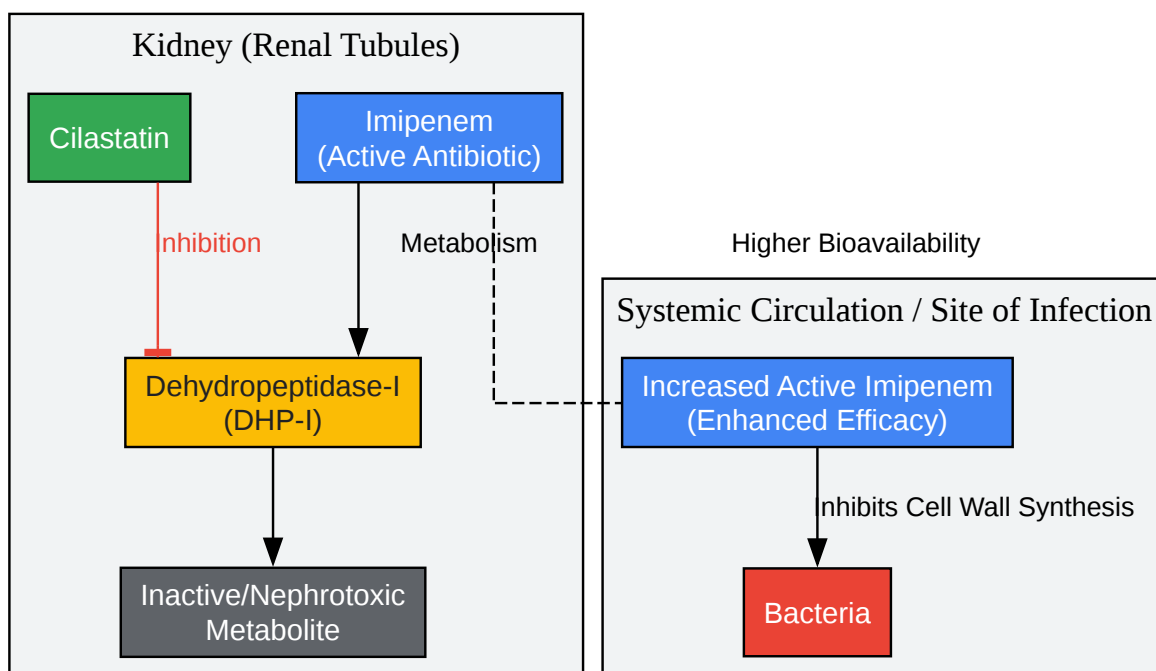 Kidney (Renal Tubules)
Cilastatin
Imipenem
(Active Antibiotic)
Inhibition
Metabolism
Higher Bioavailability
Systemic Circulation / Site of Infection
Dehydropeptidase-I
(DHP-I)
Increased Active Imipenem
(Enhanced Efficacy)
Inhibits Cell Wall Synthesis
Inactive/Nephrotoxic
Metabolite
Bacteria